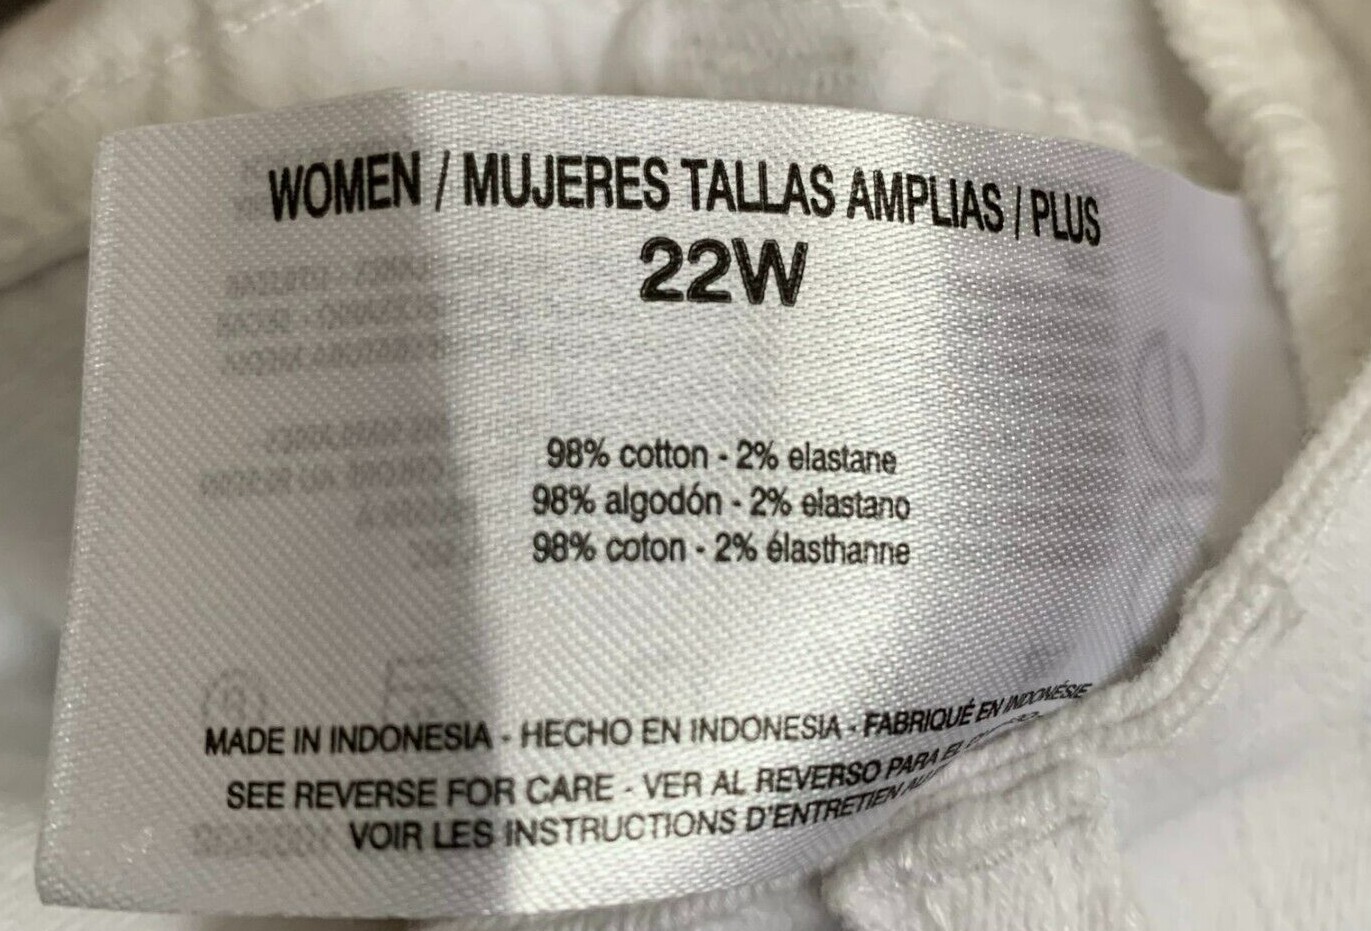 WOMEN / MUJERES TALLAS AMPLIAS / PLUS
22W
98% cotton - 2% elastane
98% algodón - 2% elastano
98% coton - 2% élasthanne
MADE IN INDONESIA - HECHO EN INDONESIA - FABRIQUÉ EN INDONÉSIE
SEE REVERSE FOR CARE - VER AL REVERSO PARA EL
VOIR LES INSTRUCTIONS D'ENTRETIEN